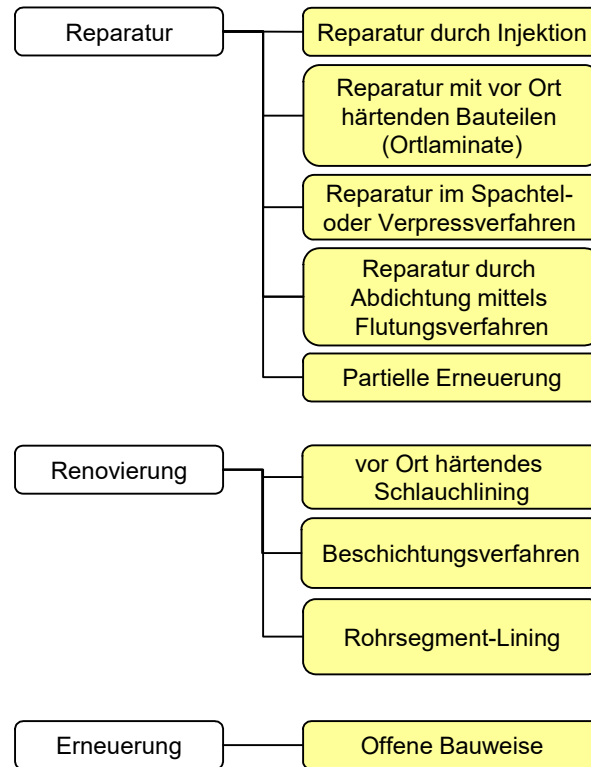 Reparatur
Reparatur durch Injektion
Reparatur mit vor Ort
härtenden Bauteilen
(Ortlaminate)
Reparatur im Spachtel-
oder Verpressverfahren
Reparatur durch
Abdichtung mittels
Flutungsverfahren
Partielle Erneuerung
Renovierung
vor Ort härtendes
Schlauchlining
Beschichtungsverfahren
Rohrsegment-Lining
Erneuerung
Offene Bauweise